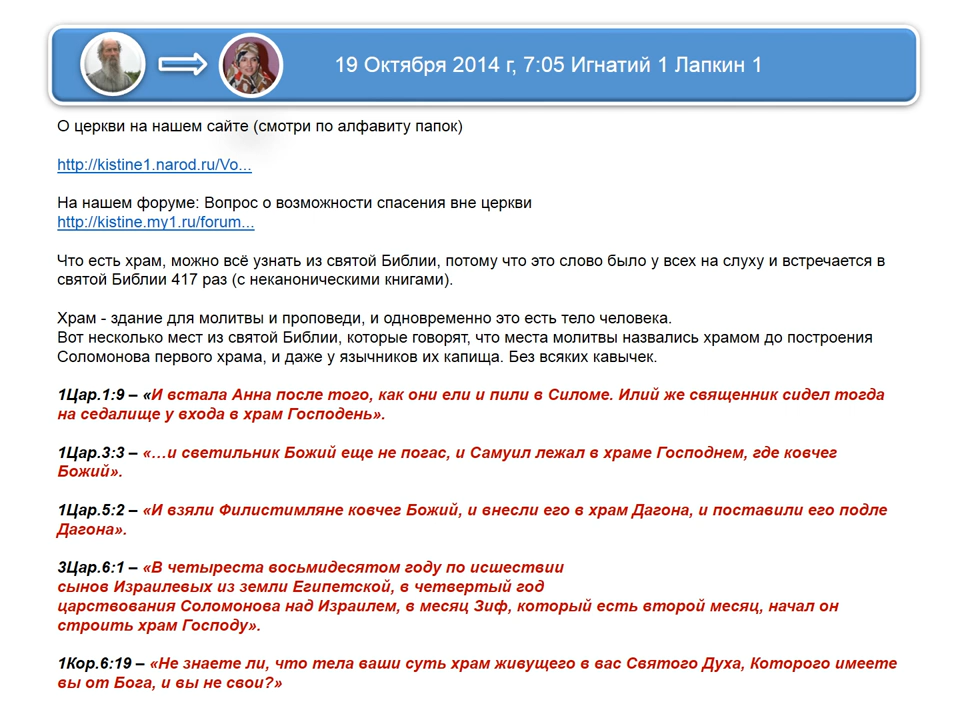 19 Октября 2014 г, 7:05 Игнатий 1 Лапкин 1
О церкви на нашем сайте (смотри по алфавиту папок)
http://kistine1.narod.ru/Vo...
На нашем форуме: Вопрос о возможности спасения вне церкви
http://kistine.my1.ru/forum...
Что есть храм, можно всё узнать из святой Библии, потому что это слово было у всех на слуху и встречается в
святой Библии 417 раз (с неканоническими книгами).
Храм - здание для молитвы и проповеди, и одновременно это есть тело человека.
Вот несколько мест из святой Библии, которые говорят, что места молитвы назвались храмом до построения
Соломонова первого храма, и даже у язычников их капища. Без всяких кавычек.
1Цар.1:9 – «И встала Анна после того, как они ели и пили в Силоме. Илий же священник сидел тогда
на седалище у входа в храм Господень».
1Цар.3:3 – «…и светильник Божий еще не погас, и Самуил лежал в храме Господнем, где ковчег
Божий».
1Цар.5:2 – «И взяли Филистимляне ковчег Божий, и внесли его в храм Дагона, и поставили его подле
Дагона».
3Цар.6:1 – «В четыреста восьмидесятом году по исшествии
сынов Израилевых из земли Египетской, в четвертый год
царствования Соломонова над Израилем, в месяц Зиф, который есть второй месяц, начал он
строить храм Господу».
1Кор.6:19 – «Не знаете ли, что тела ваши суть храм живущего в вас Святого Духа, Которого имеете
вы от Бога, и вы не свои?»